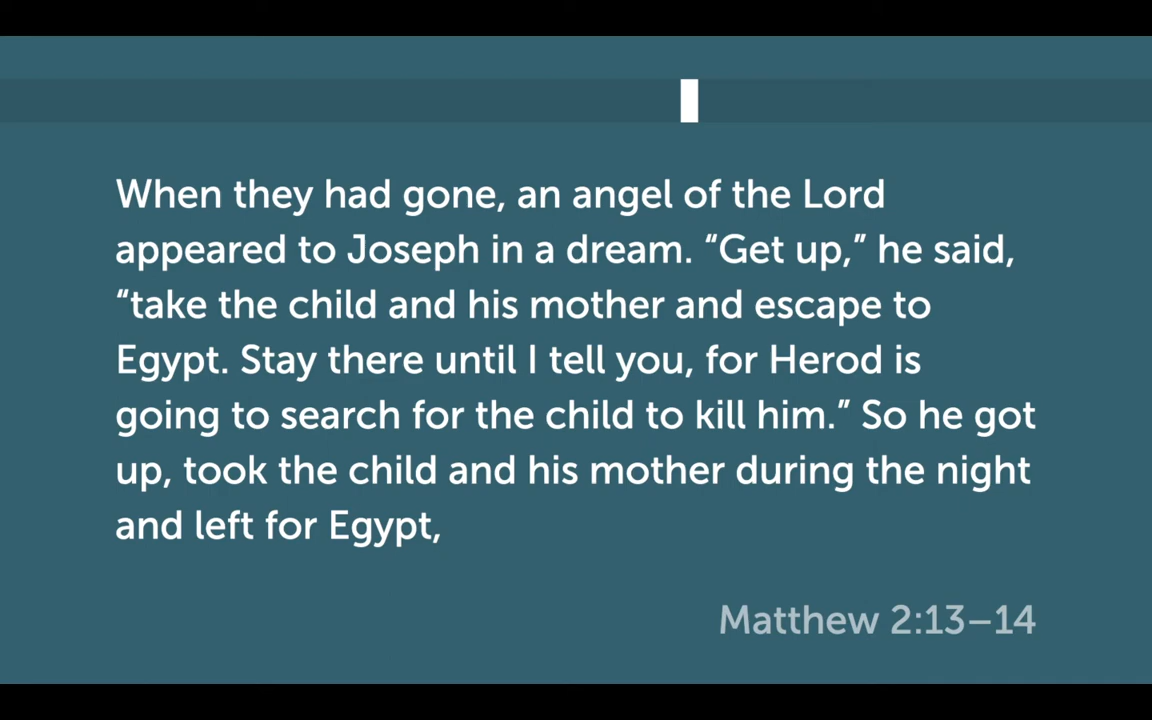 When they had gone, an angel of the Lord
appeared to Joseph in a dream. “Get up,” he said,
“take the child and his mother and escape to
Egypt. Stay there until I tell you, for Herod is
going to search for the child to kill him.” So he got
up, took the child and his mother during the night
and left for Egypt,
Matthew 2:13–14